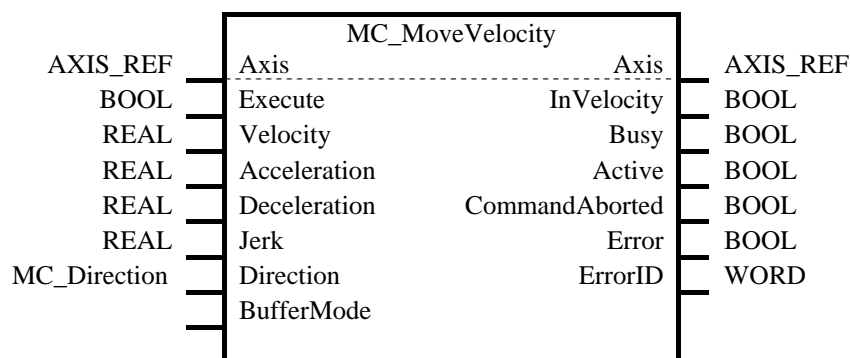 MC_MoveVelocity
AXIS_REF Axis Axis AXIS_REF
BOOL Execute InVelocity BOOL
REAL Velocity Busy BOOL
REAL Acceleration Active BOOL
REAL Deceleration CommandAborted BOOL
REAL Jerk Error BOOL
MC_Direction Direction ErrorID WORD
BufferMode